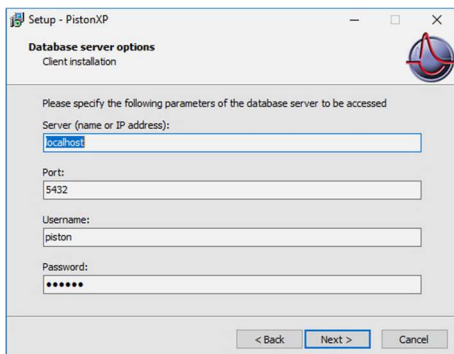 Setup - PistonXP
Database server options
Client installation
Please specify the following parameters of the database server to be accessed
Server (name or IP address):
localhost
Port:
5432
Username:
piston
Password:
●●●●●●
< Back
Next >
Cancel